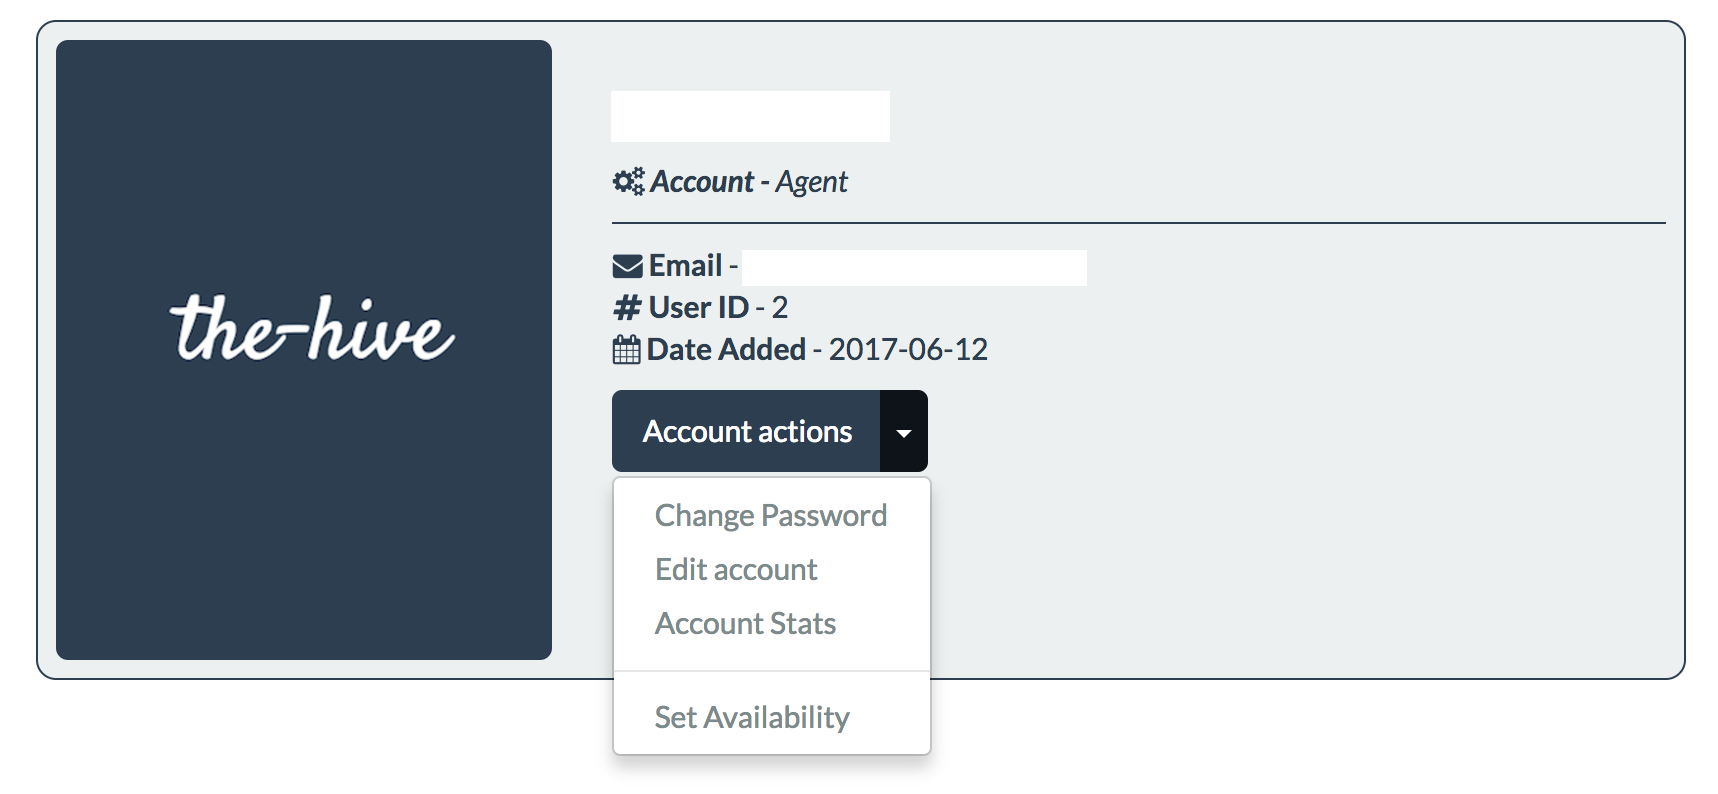 the-hive
Account - Agent
Email -
# User ID - 2
Date Added - 2017-06-12
Account actions
Change Password
Edit account
Account Stats
Set Availability